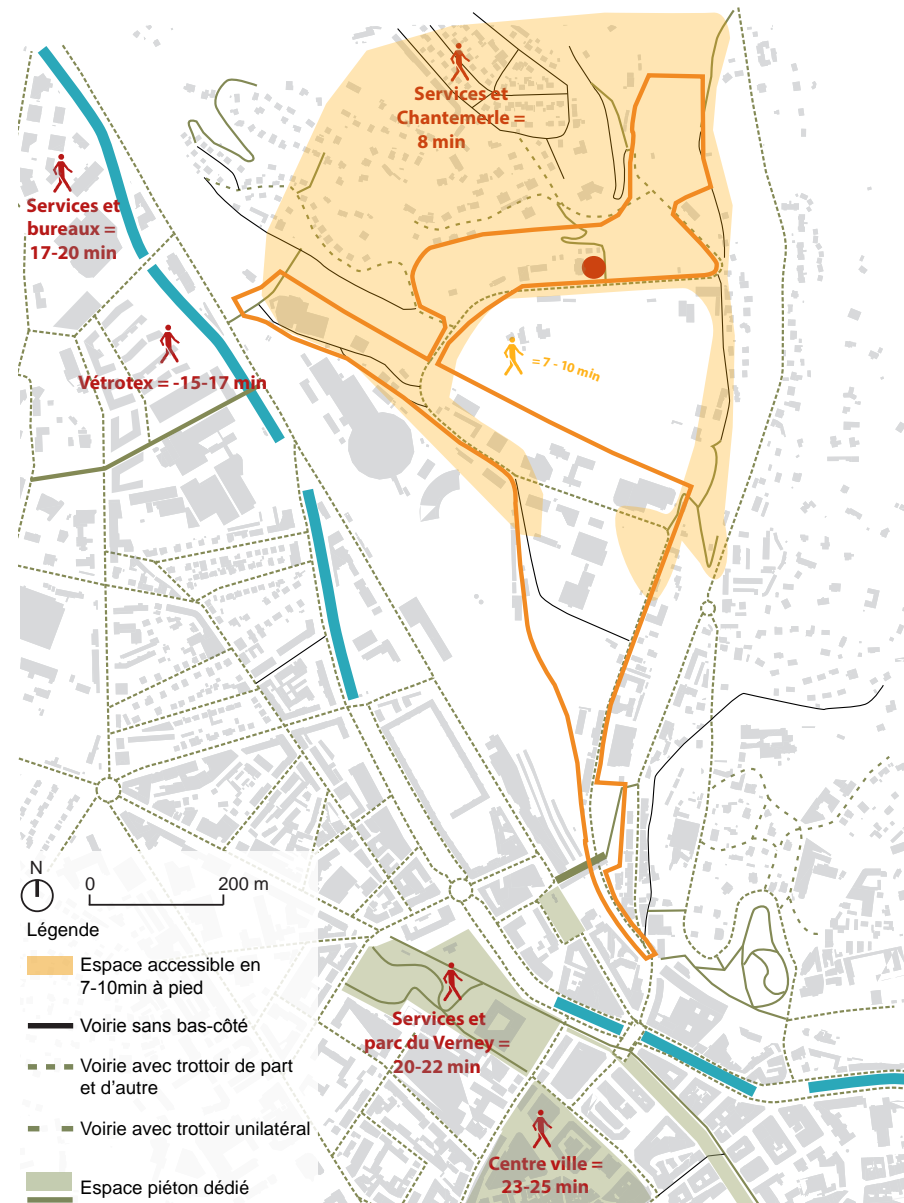 Services et
Chantemerle =
8 min
Services et
bureaux =
17-20 min
= 7 - 10 min
Vétrotex = -15-17 min
N
0 200 m
Légende
Espace accessible en
7-10min à pied
Voirie sans bas-côté
Voirie avec trottoir de part
et d'autre
Voirie avec trottoir unilatéral
Espace piéton dédié
Services et
parc du Verney =
20-22 min
Centre ville =
23-25 min